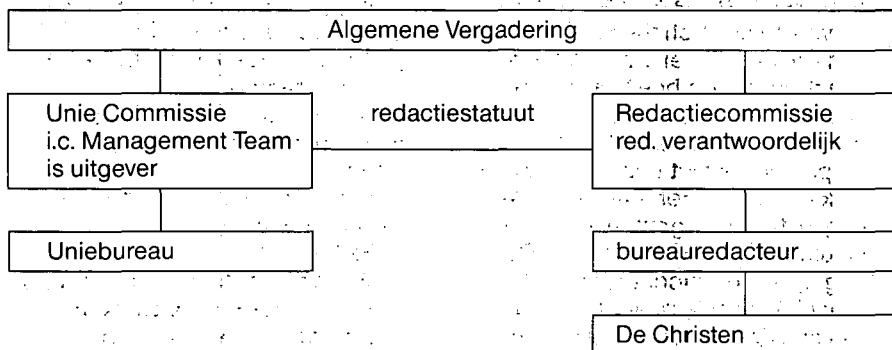 Algemene Vergadering
Unie Commissie
i.c. Management Team
is uitgever
redactiestatuut
Redactiecommissie
red. verantwoordelijk
Uniebureau
bureauredacteur
De Christen